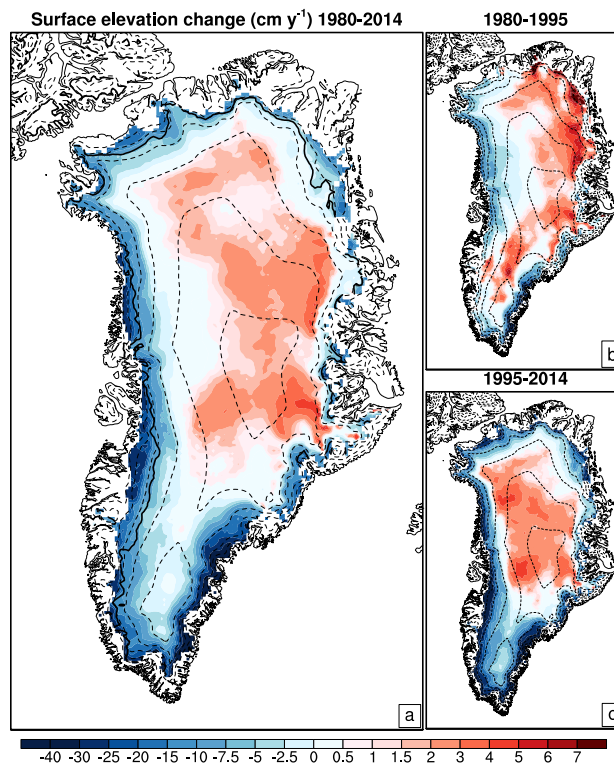 Surface elevation change (cm y⁻¹) 1980-2014
1980-1995
b
1995-2014
a
c
-40 -25 -20 -15 -10 -7.5 -5 -2.5 0 0.5 1 1.5 2 3 4 5 6 7